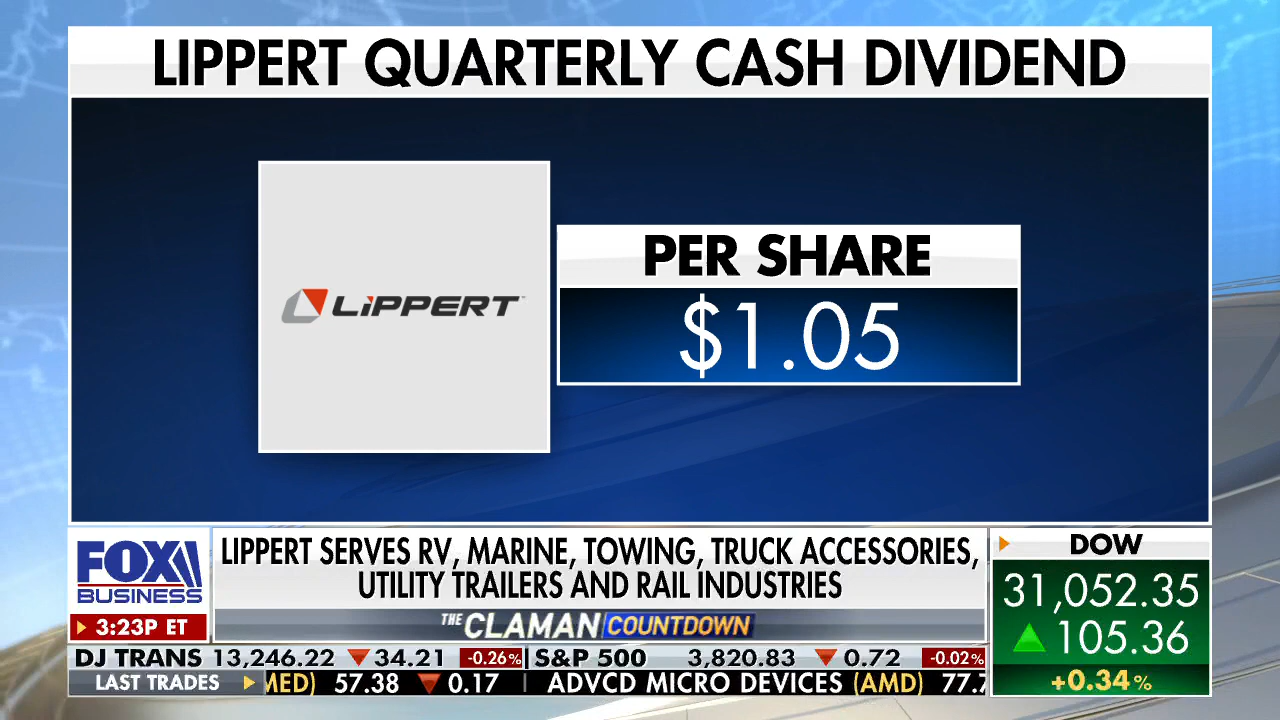 LIPPERT QUARTERLY CASH DIVIDEND
LiPPERT
PER SHARE
$1.05
FOX
BUSINESS
3:23P ET
LIPPERT SERVES RV, MARINE, TOWING, TRUCK ACCESSORIES,
UTILITY TRAILERS AND RAIL INDUSTRIES
THE CLAMAN COUNTDOWN
DOW
31,052.35
105.36
+0.34%
DJ TRANS 13,246.22 34.21 -0.26% S&P 500 3,820.83 0.72 -0.02%
LAST TRADES MED) 57.38 0.17 ADVCD MICRO DEVICES (AMD) 77.7